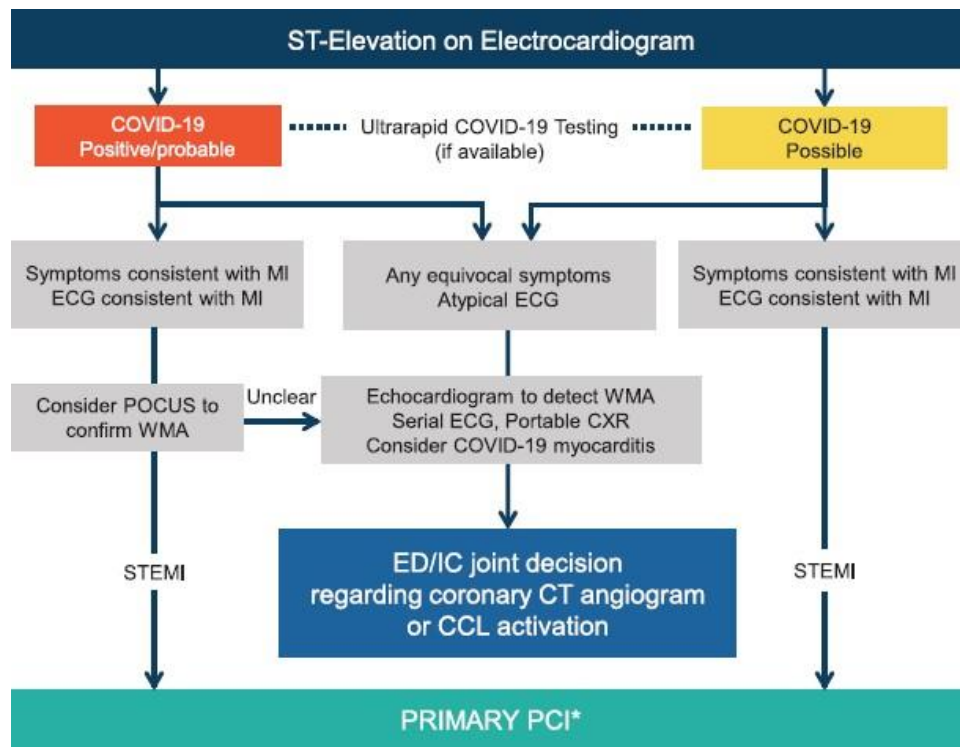 ST-Elevation on Electrocardiogram
COVID-19
Positive/probable
Ultrarapid COVID-19 Testing
(if available)
COVID-19
Possible
Symptoms consistent with MI
ECG consistent with MI
Any equivocal symptoms
Atypical ECG
Symptoms consistent with MI
ECG consistent with MI
Consider POCUS to
confirm WMA
Unclear
Echocardiogram to detect WMA
Serial ECG, Portable CXR
Consider COVID-19 myocarditis
STEMI
ED/IC joint decision
regarding coronary CT angiogram
or CCL activation
STEMI
PRIMARY PCI*